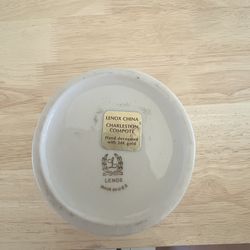 LENOX CHINA
CHARLESTON
COMPOTE
Hand decorated
with 24K gold
L
LENOX
MADE IN U.S.A.